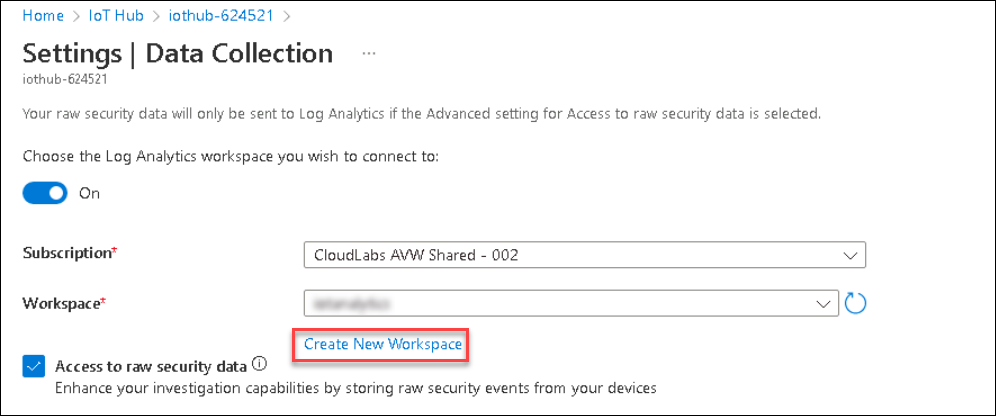 Home > IoT Hub > iothub-624521 >
Settings | Data Collection ...
iothub-624521
Your raw security data will only be sent to Log Analytics if the Advanced setting for Access to raw security data is selected.
Choose the Log Analytics workspace you wish to connect to:
On
Subscription*
CloudLabs AVW Shared - 002
Workspace*
Create New Workspace
Access to raw security data
Enhance your investigation capabilities by storing raw security events from your devices